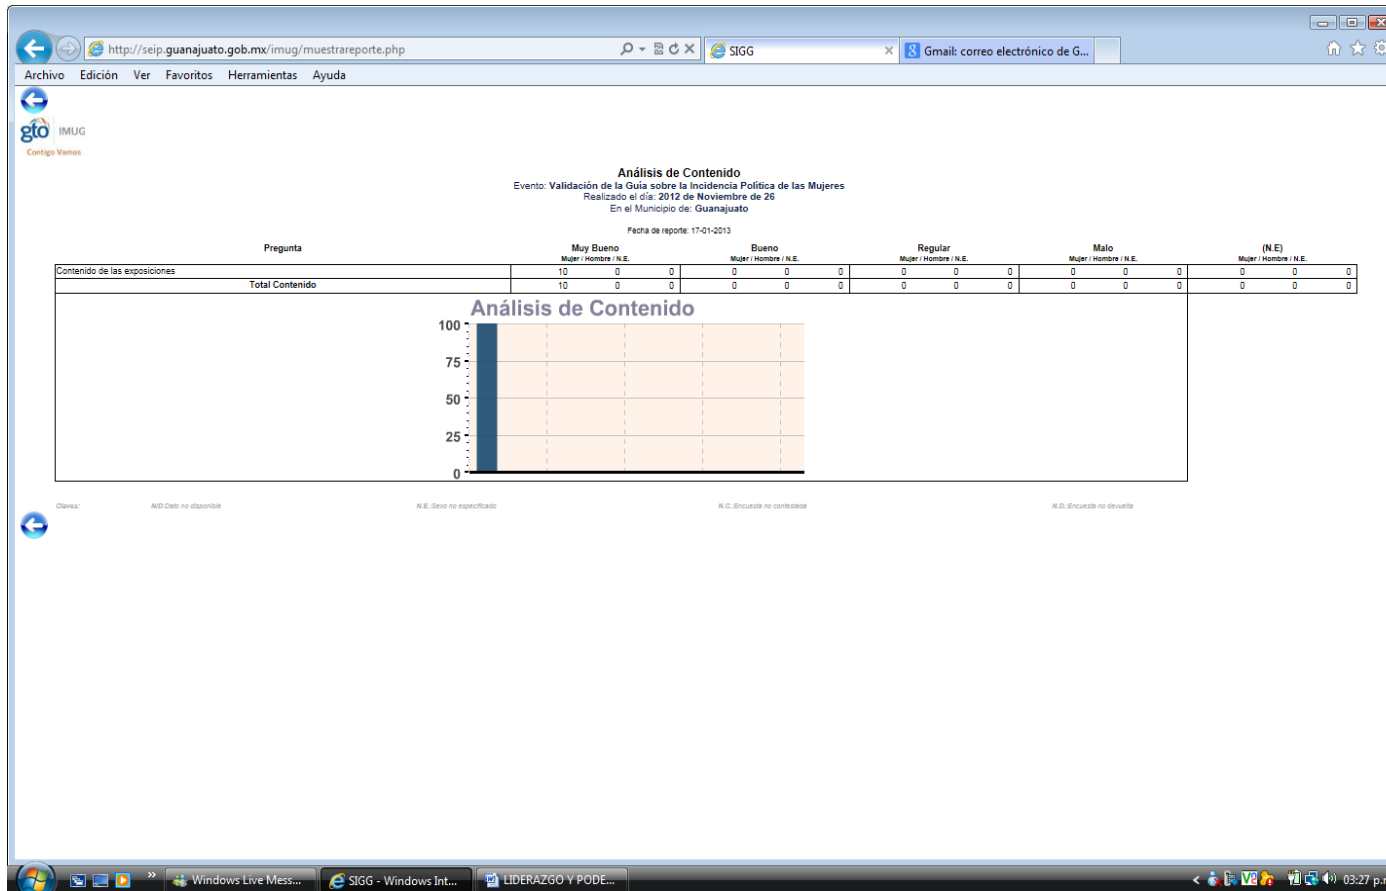 http://seip.guanajuato.gob.mx/imug/muestrareporte.php
SIGG
Gmail: correo electrónico de G...
Archivo Edición Ver Favoritos Herramientas Ayuda
gto IMUG
Contigo Vamos
Análisis de Contenido
Evento: Validación de la Guía sobre la Incidencia Política de las Mujeres
Realizado el día: 2012 de Noviembre de 26
En el Municipio de: Guanajuato
Fecha de reporte: 17-01-2013
Pregunta Muy Bueno Bueno Regular Malo (N.E)
Mujer / Hombre / N.E. Mujer / Hombre / N.E. Mujer / Hombre / N.E. Mujer / Hombre / N.E. Mujer / Hombre / N.E.
Contenido de las exposiciones 10 0 0 0 0 0 0 0 0 0 0 0 0 0 0
Total Contenido 10 0 0 0 0 0 0 0 0 0 0 0 0 0 0
Análisis de Contenido
100
75
50
25
0
Claves: N/D:Dato no disponible N.E.:Sexo no especificado N.C.:Encuesta no contestada N.D.:Encuesta no devuelta
Windows Live Mess... SIGG - Windows Int... LIDERAZGO Y PODE... 03:27 p.m